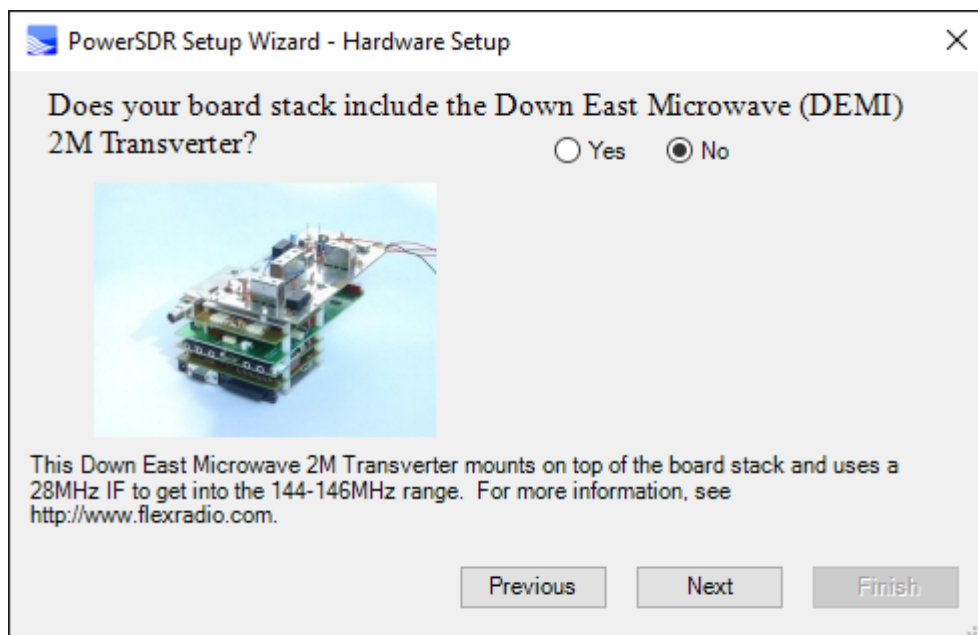 PowerSDR Setup Wizard - Hardware Setup
Does your board stack include the Down East Microwave (DEMI)
2M Transverter?
Yes
No
This Down East Microwave 2M Transverter mounts on top of the board stack and uses a
28MHz IF to get into the 144-146MHz range.  For more information, see
http://www.flexradio.com.
Previous
Next
Finish